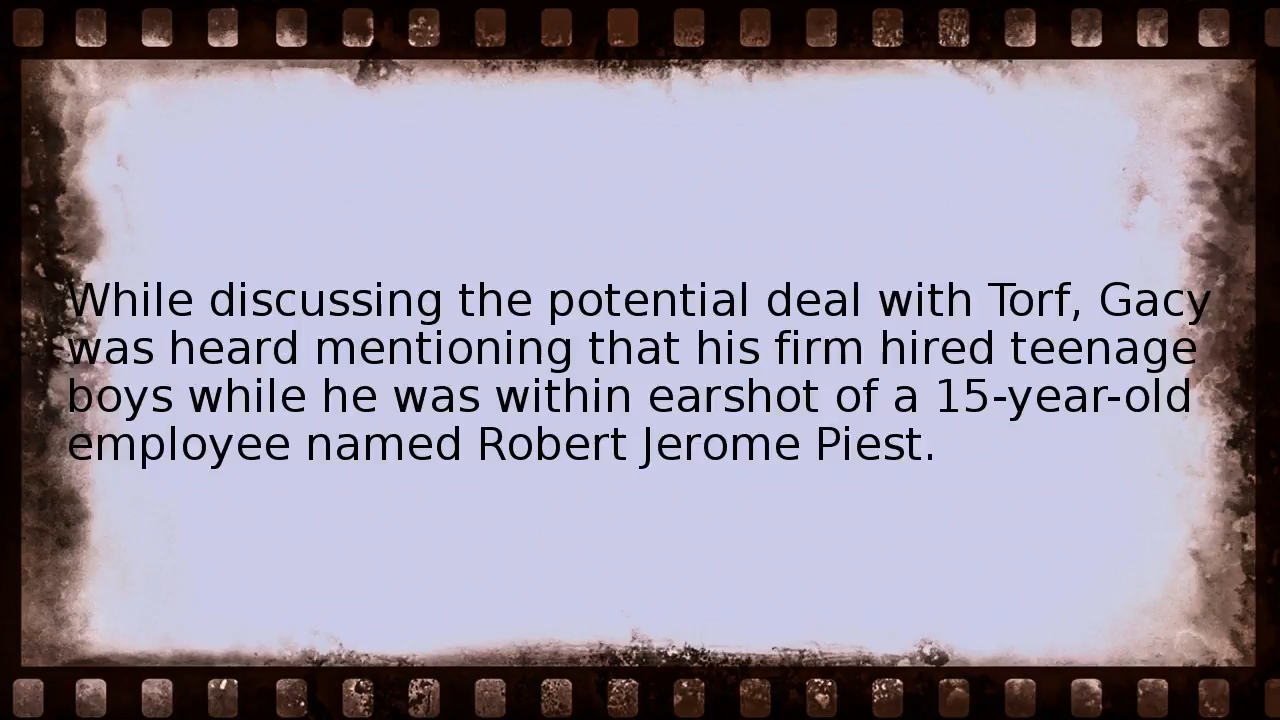 While discussing the potential deal with Torf, Gacy
was heard mentioning that his firm hired teenage
boys while he was within earshot of a 15-year-old
employee named Robert Jerome Piest.